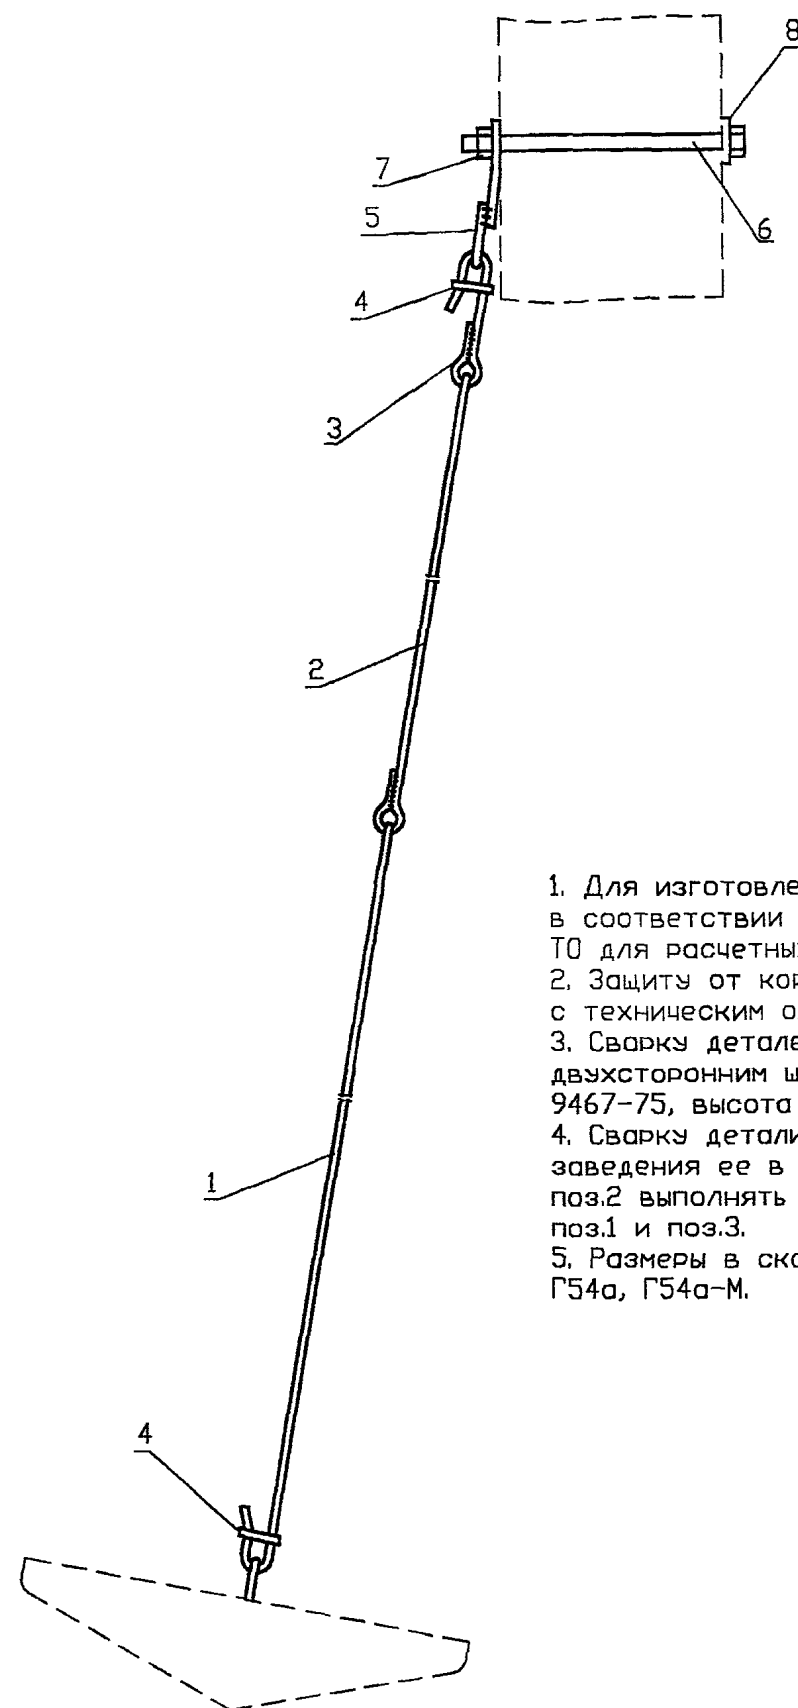 8
7
5
6
4
3
2
1
4
1. Для изготовле
в соответствии
ТО для расчетны
2. Защиту от ко
с техническим о
3. Сварку детале
двухсторонним ш
9467-75, высота
4. Сварку детали
заведения ее в
поз.2 выполнять
поз.1 и поз.3.
5. Размеры в ско
Г54а, Г54а-М.